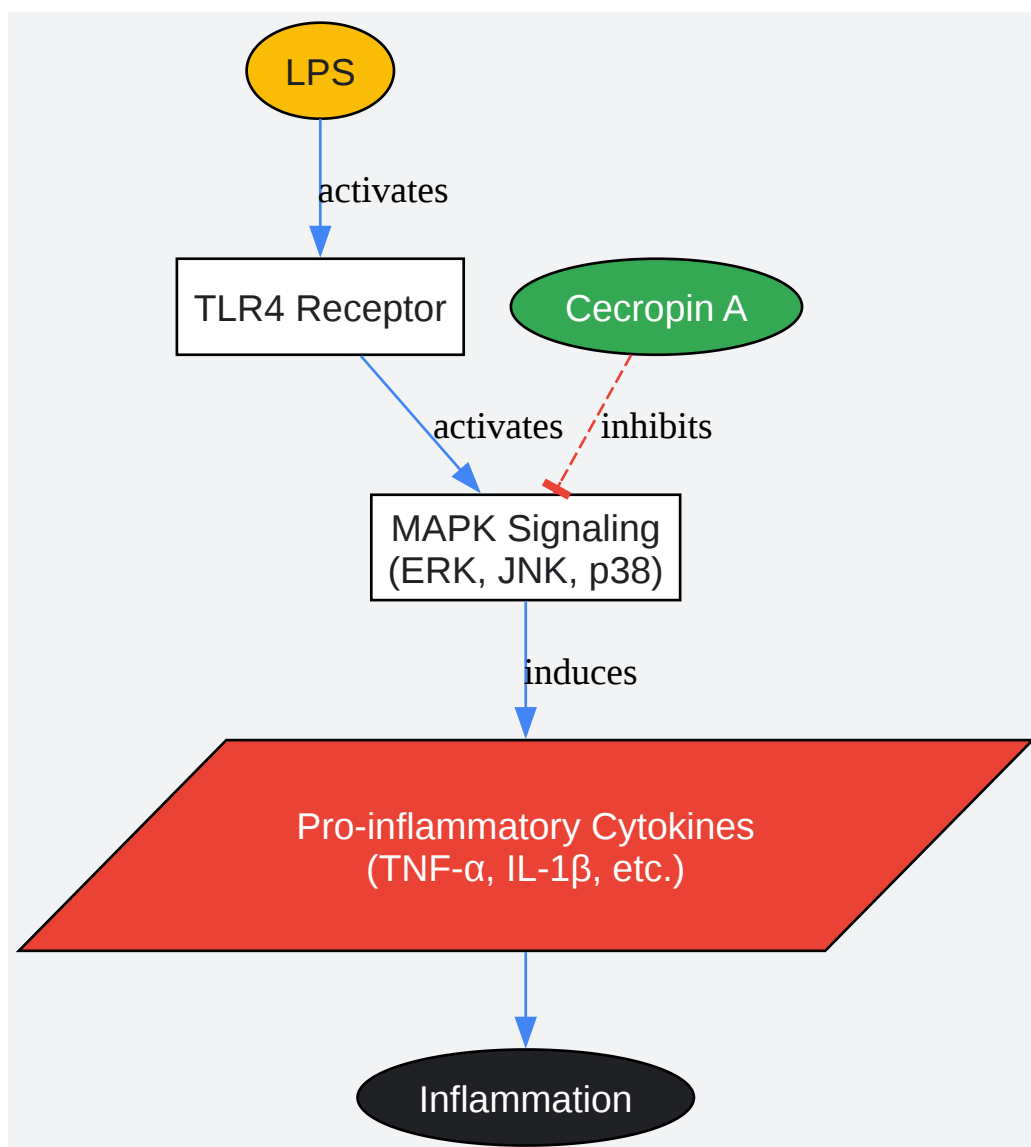 LPS
activates
TLR4 Receptor
Cecropin A
activates
inhibits
MAPK Signaling
(ERK, JNK, p38)
induces
Pro-inflammatory Cytokines
(TNF-α, IL-1β, etc.)
Inflammation